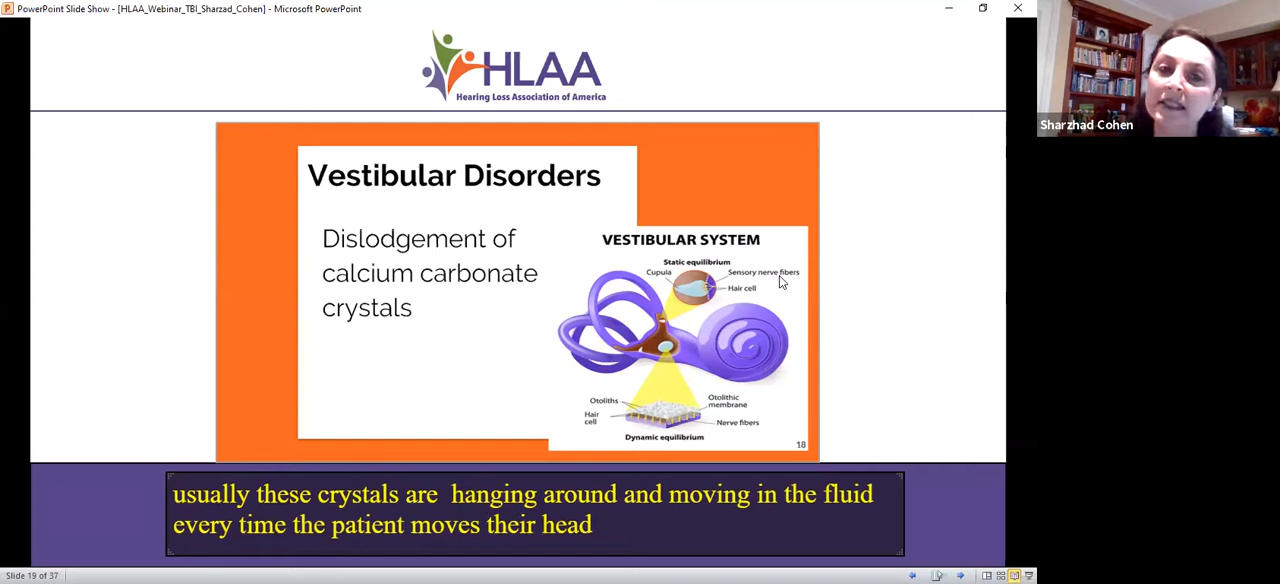 PowerPoint Slide Show - [HLAA_Webinar_TBI_Sharzad_Cohen] - Microsoft PowerPoint
HLAA
Hearing Loss Association of America
Sharzhad Cohen
Vestibular Disorders
Dislodgement of
calcium carbonate
crystals
VESTIBULAR SYSTEM
Static equilibrium
Cupula
Sensory nerve fibers
Hair cell
Otoliths
Hair
cell
Otolithic
membrane
Nerve fibers
Dynamic equilibrium
18
usually these crystals are hanging around and moving in the fluid
every time the patient moves their head
Slide 19 of 37